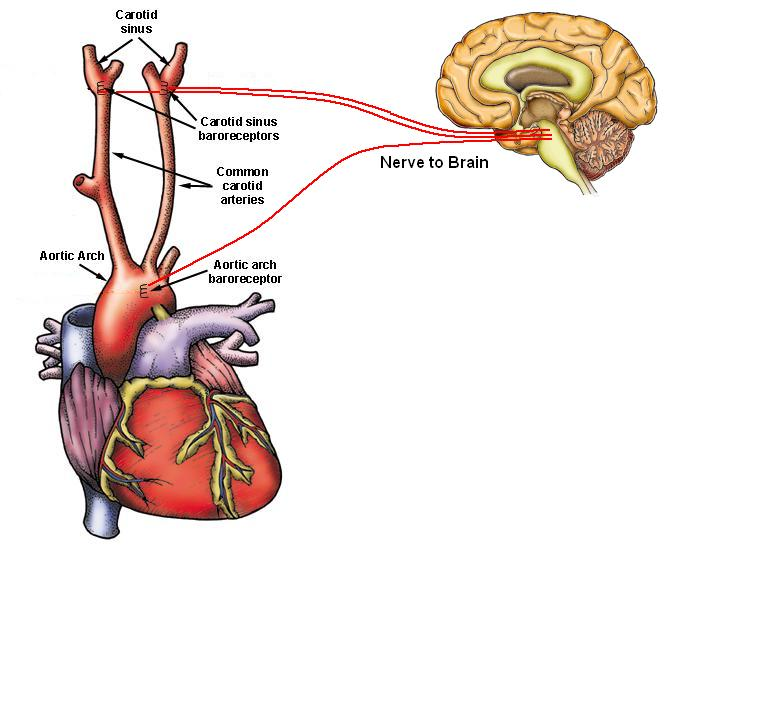 Carotid
sinus
Carotid sinus
baroreceptors
Nerve to Brain
Common
carotid
arteries
Aortic Arch
Aortic arch
baroreceptor